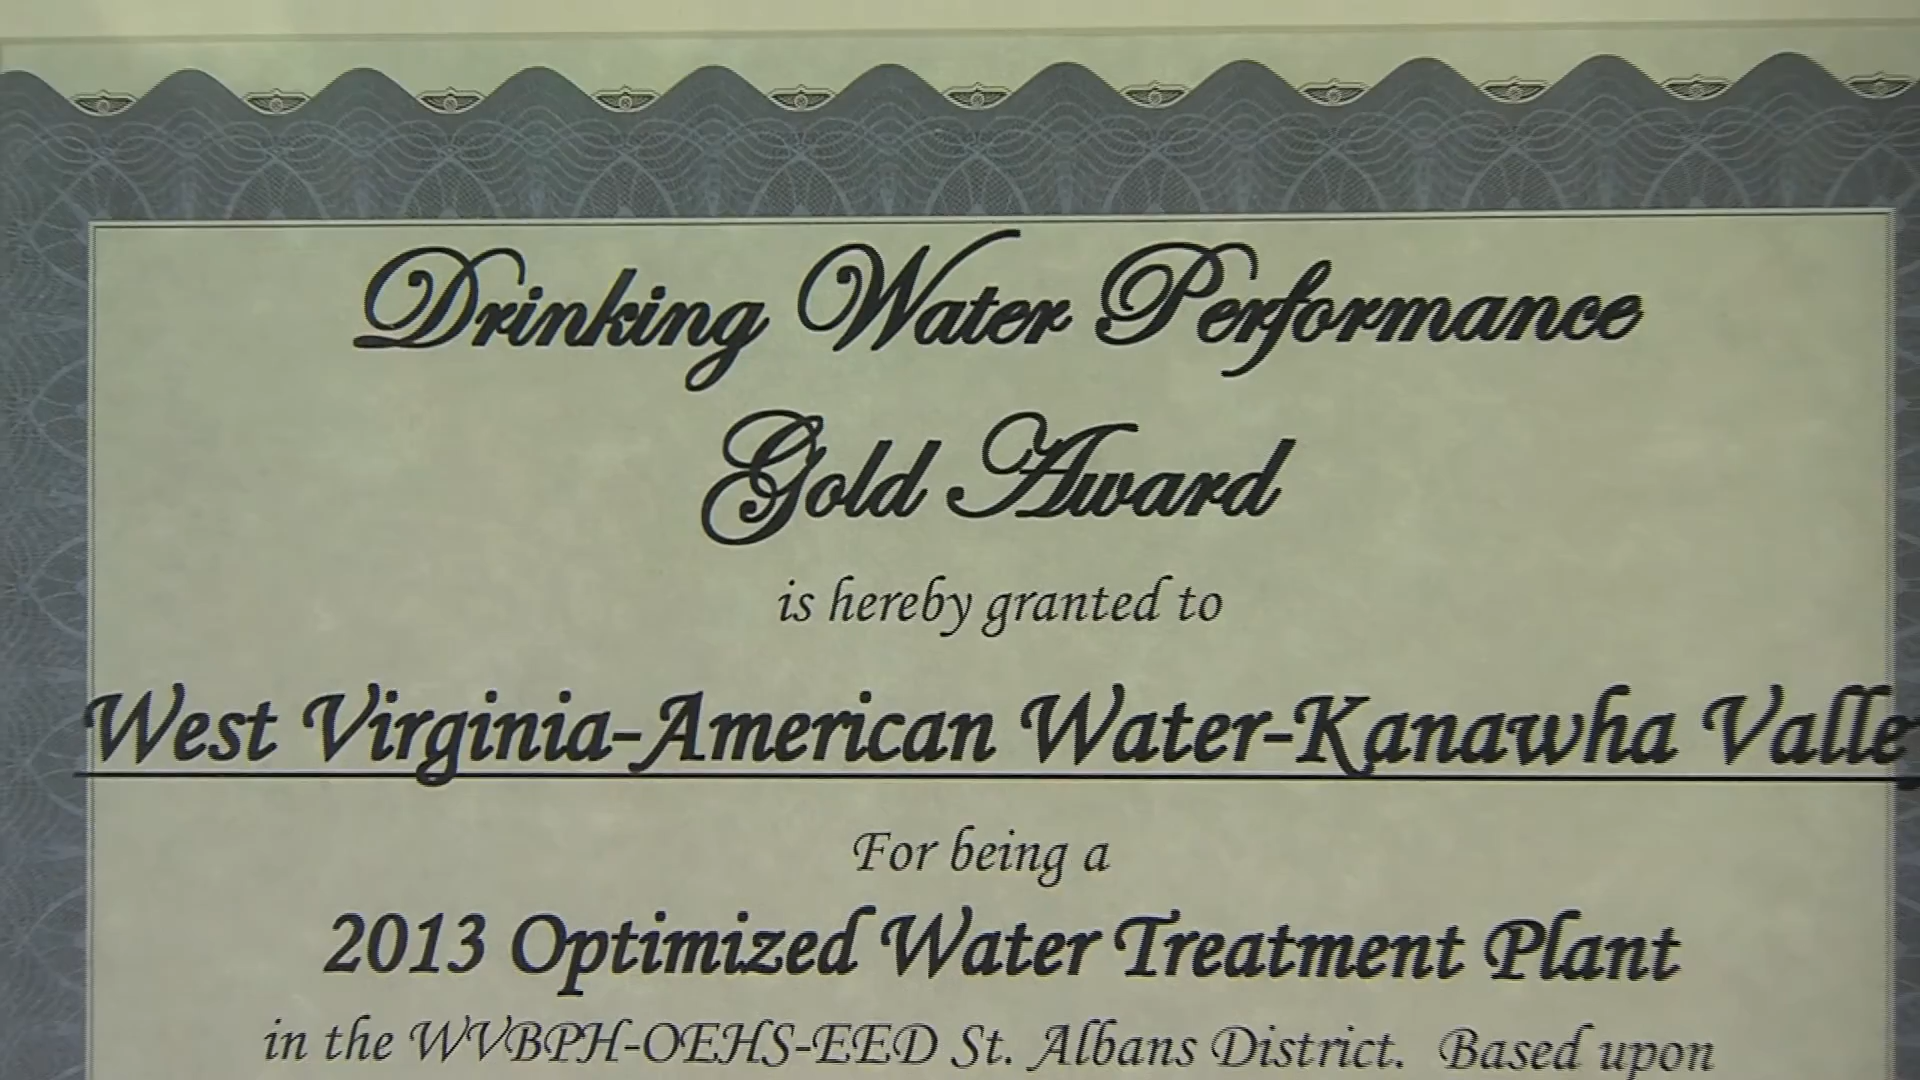 Drinking Water Performance
Gold Award
is hereby granted to
West Virginia-American Water-Kanawha Valley
For being a
2013 Optimized Water Treatment Plant
in the WVBPH-OEHS-EED St. Albans District. Based upon